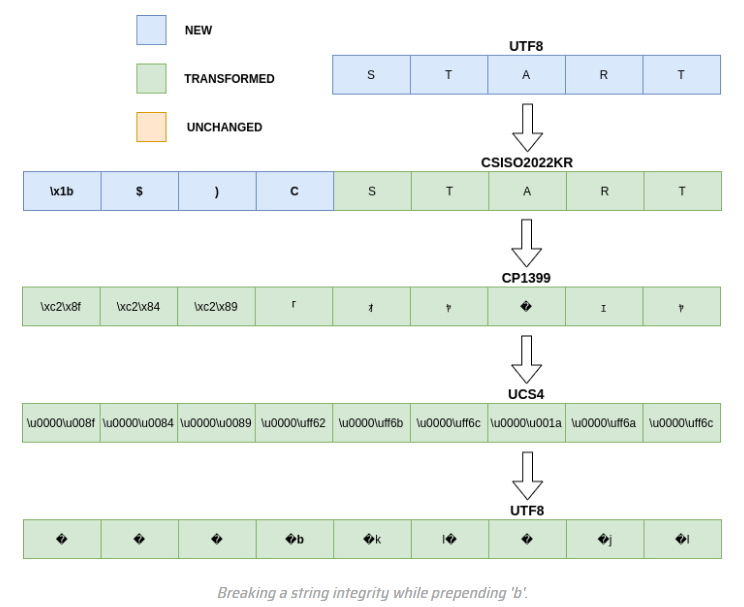 NEW
UTF8
TRANSFORMED
S T A R T
UNCHANGED
CSISO2022KR
\x1b $ ) C S T A R T
CP1399
\xc2\x8f \xc2\x84 \xc2\x89 ｢ ｫ ｬ � ｪ ｬ
UCS4
\u0000\u008f \u0000\u0084 \u0000\u0089 \u0000\uff62 \u0000\uff6b \u0000\uff6c \u0000\u001a \u0000\uff6a \u0000\uff6c
UTF8
� � � �b �k l� � �j �l
Breaking a string integrity while prepending 'b'.